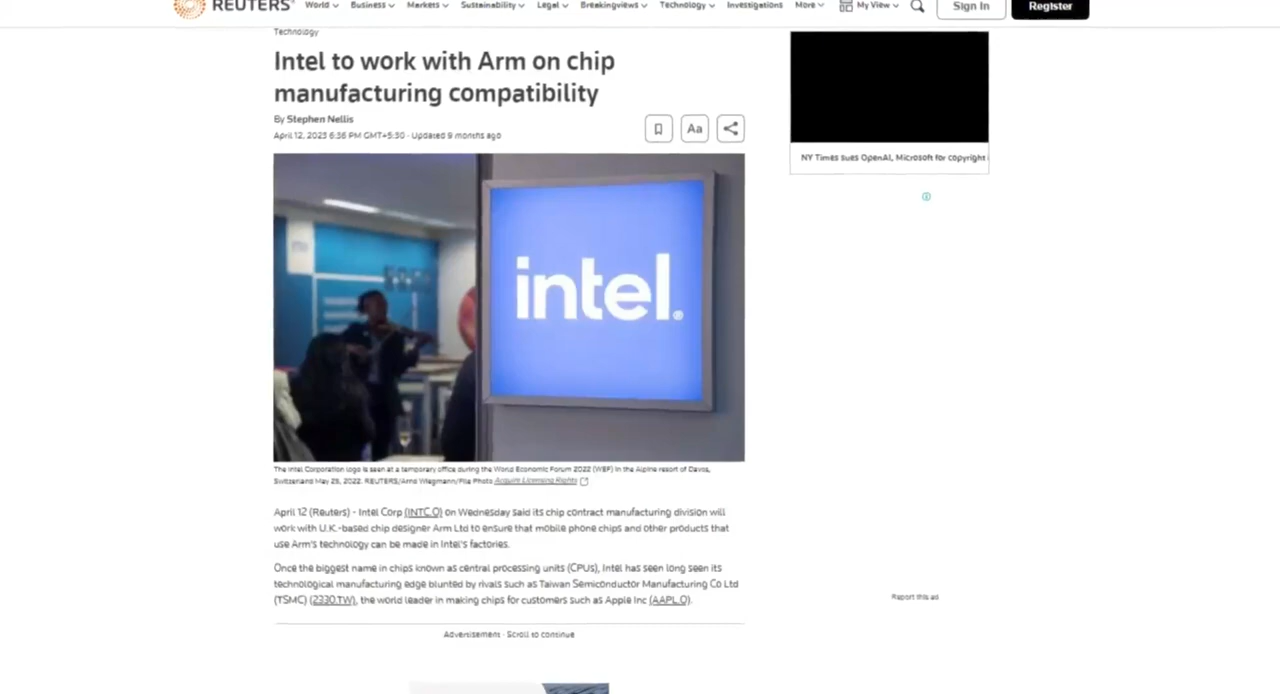 REUTERS®
World
Business
Markets
Sustainability
Legal
Breakingviews
Technology
Investigations
More
My View
Sign In
Register
Technology
Intel to work with Arm on chip
manufacturing compatibility
By Stephen Nellis
April 12, 2023 6:36 PM GMT+5:30 · Updated 9 months ago
Aa
NY Times sues OpenAI, Microsoft for copyright
intel.®
The Intel Corporation logo is seen at a temporary office during the World Economic Forum 2022 (WEF) in the Alpine resort of Davos,
Switzerland May 25, 2022. REUTERS/Arnd Wiegmann/File Photo Acquire Licensing Rights
April 12 (Reuters) - Intel Corp (INTC.O) on Wednesday said its chip contract manufacturing division will
work with U.K.-based chip designer Arm Ltd to ensure that mobile phone chips and other products that
use Arm's technology can be made in Intel's factories.
Once the biggest name in chips known as central processing units (CPUs), Intel has seen long seen its
technological manufacturing edge blunted by rivals such as Taiwan Semiconductor Manufacturing Co Ltd
(TSMC) (2330.TW), the world leader in making chips for customers such as Apple Inc (AAPL.O).
Report this ad
Advertisement · Scroll to continue